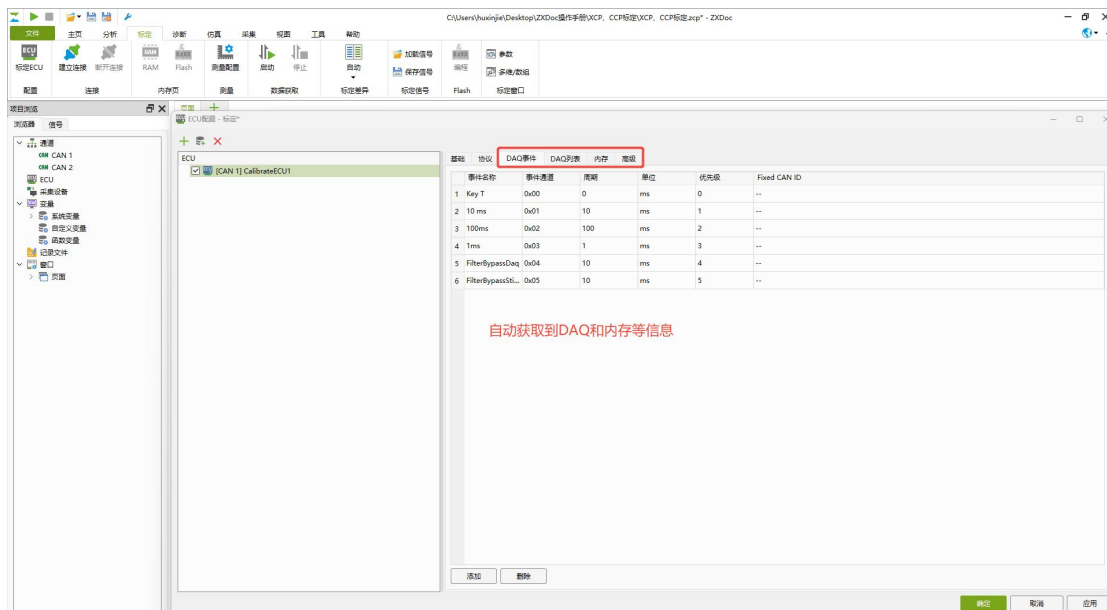 C:\Users\huxinjie\Desktop\ZXDoc操作手册\XCP、CCP标定\XCP、CCP标定.zcp* - ZXDoc
文件 主页 分析 标定 诊断 仿真 采集 视图 工具 帮助
标定ECU 建立连接 断开连接 RAM Flash 测量配置 启动 停止 自动 加载信号 保存信号 编程 参数 多维/数组
配置 连接 内存页 测量 数据获取 标定差异 标定信号 Flash 标定窗口
项目浏览 页面
浏览器 信号
通道
CAN CAN 1
CAN CAN 2
ECU
采集设备
变量
系统变量
自定义变量
函数变量
记录文件
窗口
页面
ECU配置 - 标定*
ECU
[CAN 1] CalibrateECU1
基础 协议 DAQ事件 DAQ列表 内存 高级
事件名称 事件通道 周期 单位 优先级 Fixed CAN ID
1 Key T 0x00 0 ms 0 --
2 10 ms 0x01 10 ms 1 --
3 100ms 0x02 100 ms 2 --
4 1ms 0x03 1 ms 3 --
5 FilterBypassDaq 0x04 10 ms 4 --
6 FilterBypassSti... 0x05 10 ms 5 --
自动获取到DAQ和内存等信息
添加 删除
确定 取消 应用